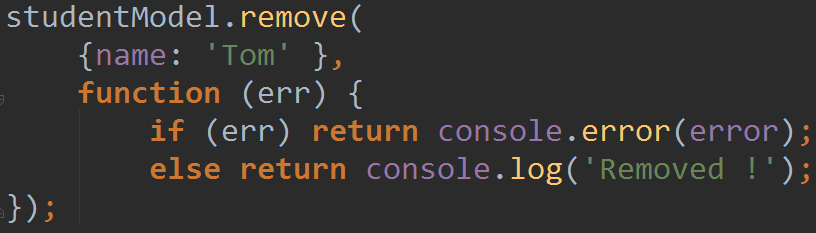 studentModel.remove(
{name: 'Tom' },
function (err) {
if (err) return console.error(error);
else return console.log('Removed !');
});